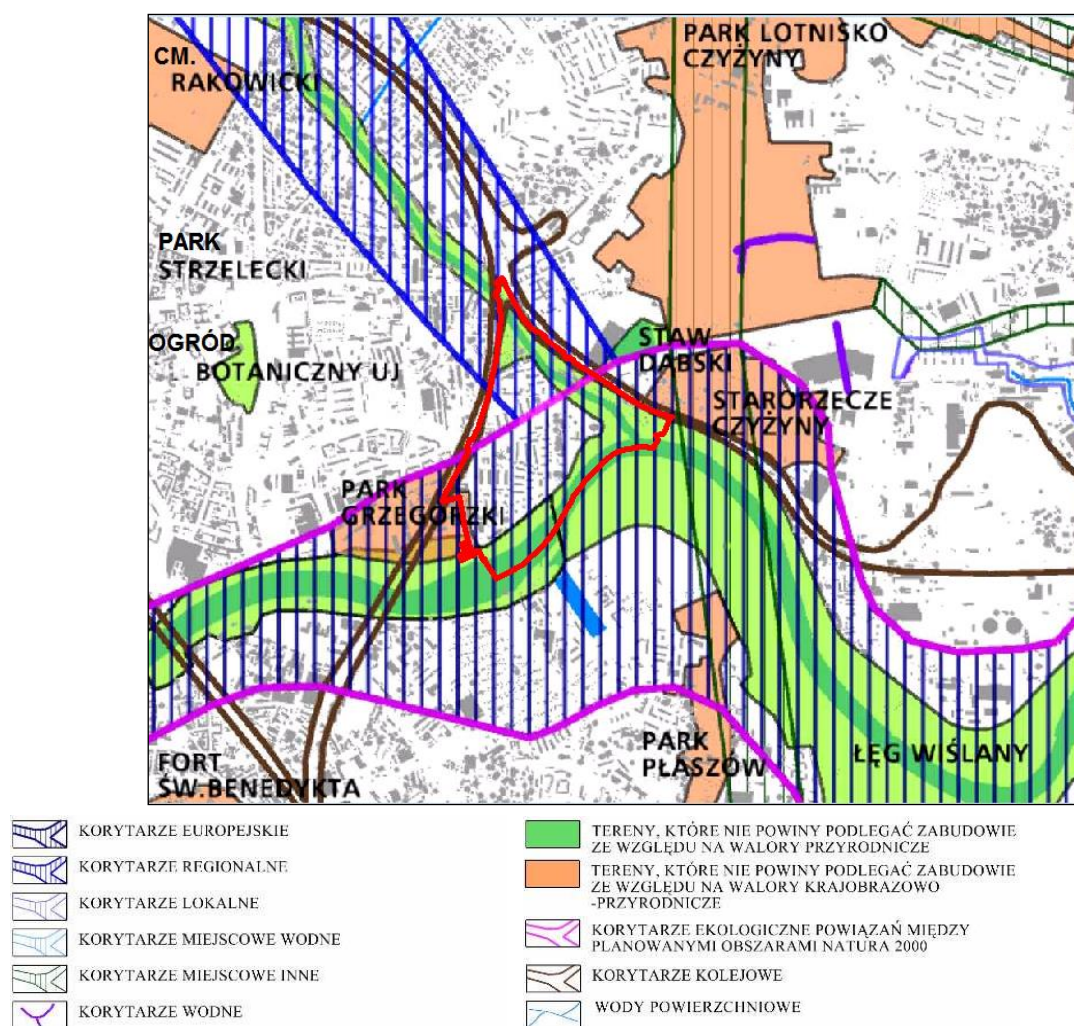 CM.
RAKOWICKI
PARK LOTNISKO
CZYŻYNY
PARK
STRZELECKI
OGRÓD
BOTANICZNY UJ
STAW
DĄBSKI
STARORZECZE
CZYŻYNY
PARK
GRZEGÓRZKI
FORT
ŚW.BENEDYKTA
PARK
PŁASZÓW
ŁĘG WIŚLANY
KORYTARZE EUROPEJSKIE
KORYTARZE REGIONALNE
KORYTARZE LOKALNE
KORYTARZE MIEJSCOWE WODNE
KORYTARZE MIEJSCOWE INNE
KORYTARZE WODNE
TERENY, KTÓRE NIE POWINY PODLEGAĆ ZABUDOWIE
ZE WZGLĘDU NA WALORY PRZYRODNICZE
TERENY, KTÓRE NIE POWINY PODLEGAĆ ZABUDOWIE
ZE WZGLĘDU NA WALORY KRAJOBRAZOWO
-PRZYRODNICZE
KORYTARZE EKOLOGICZNE POWIĄZAŃ MIĘDZY
PLANOWANYMI OBSZARAMI NATURA 2000
KORYTARZE KOLEJOWE
WODY POWIERZCHNIOWE